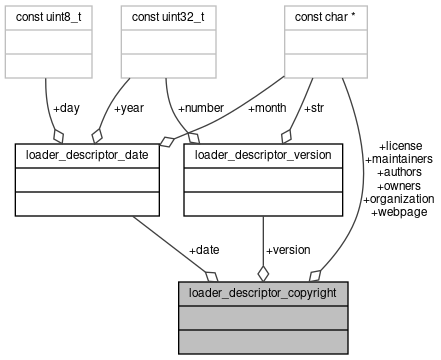 const uint8_t
const uint32_t
const char *
+day
+year
+number
+month
+str
+license
+maintainers
+authors
+owners
+organization
+webpage
loader_descriptor_date
loader_descriptor_version
+date
+version
loader_descriptor_copyright